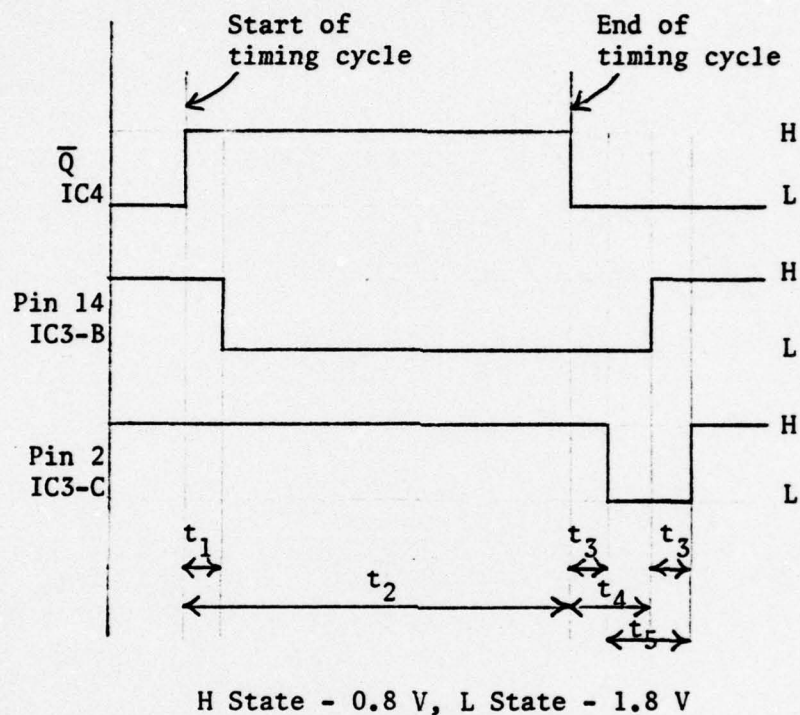 Start of
timing cycle
End of
timing cycle
Q̅
IC4
H
L
Pin 14
IC3-B
H
L
Pin 2
IC3-C
H
L
t1
t3
t3
t2
t4
t5
H State - 0.8 V, L State - 1.8 V